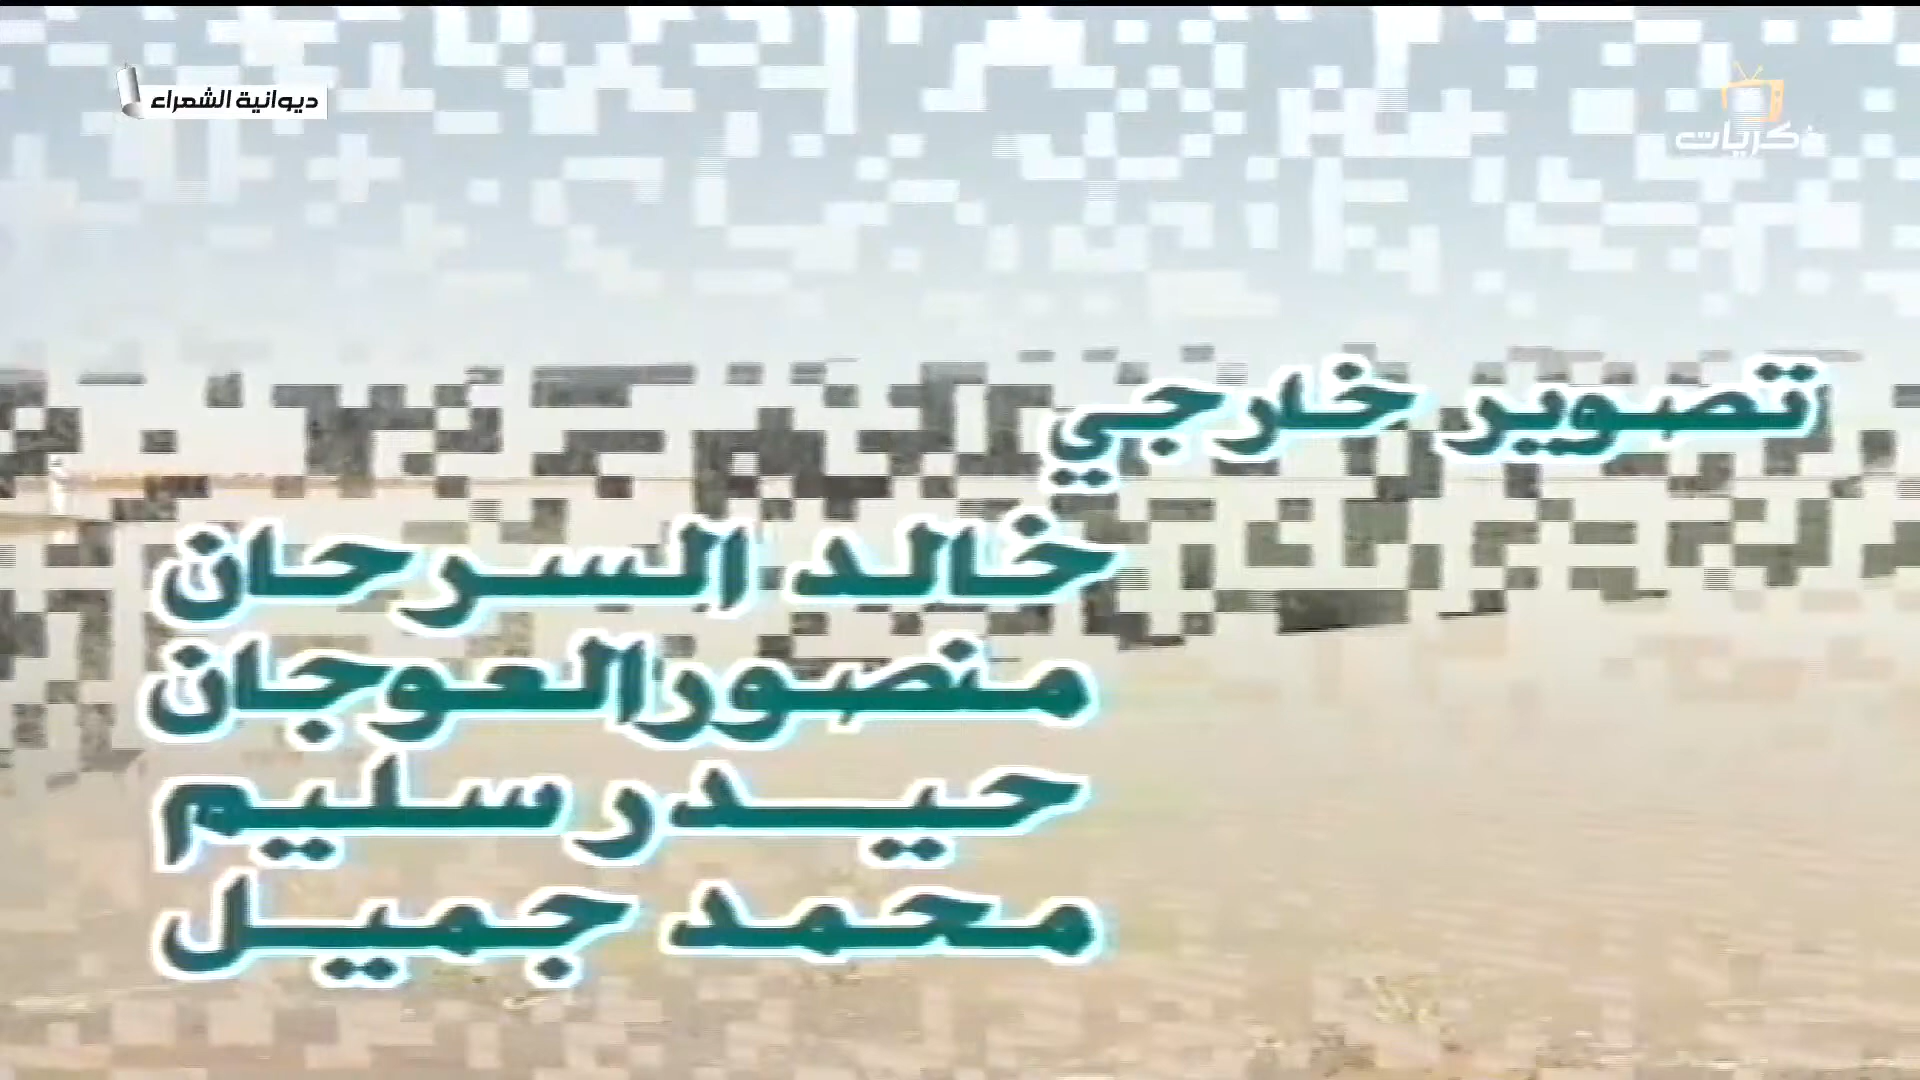 ديوانية الشعراء
ذكريات
تصوير خارجي
خالد السرحان
منصور العوجان
حيدر سليم
محمد جميل